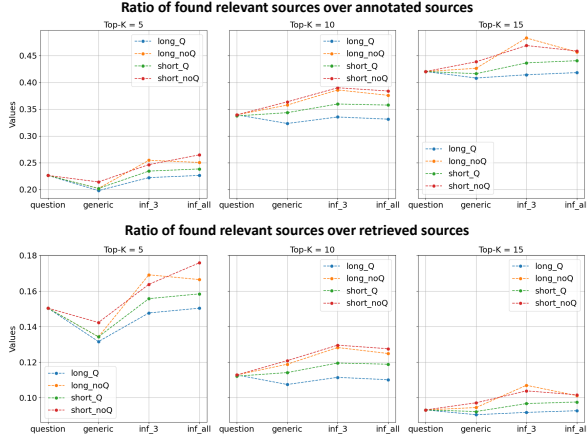 Ratio of found relevant sources over annotated sources
Top-K = 5
Top-K = 10
Top-K = 15
Values
0.45
0.40
0.35
0.30
0.25
0.20
long_Q
long_noQ
short_Q
short_noQ
long_Q
long_noQ
short_Q
short_noQ
long_Q
long_noQ
short_Q
short_noQ
question generic inf_3 inf_all
question generic inf_3 inf_all
question generic inf_3 inf_all
Ratio of found relevant sources over retrieved sources
Top-K = 5
Top-K = 10
Top-K = 15
Values
0.18
0.16
0.14
0.12
0.10
long_Q
long_noQ
short_Q
short_noQ
long_Q
long_noQ
short_Q
short_noQ
long_Q
long_noQ
short_Q
short_noQ
question generic inf_3 inf_all
question generic inf_3 inf_all
question generic inf_3 inf_all